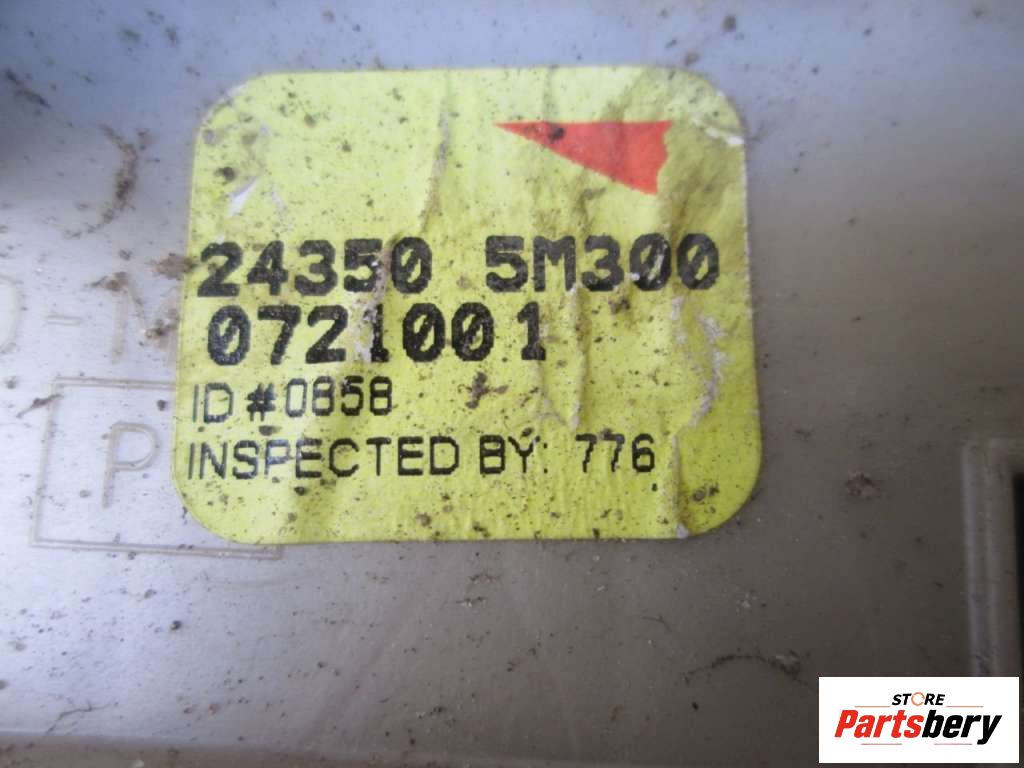 24350 5M300
0721001
ID #0858
INSPECTED BY: 776
P
STORE
Partsbery